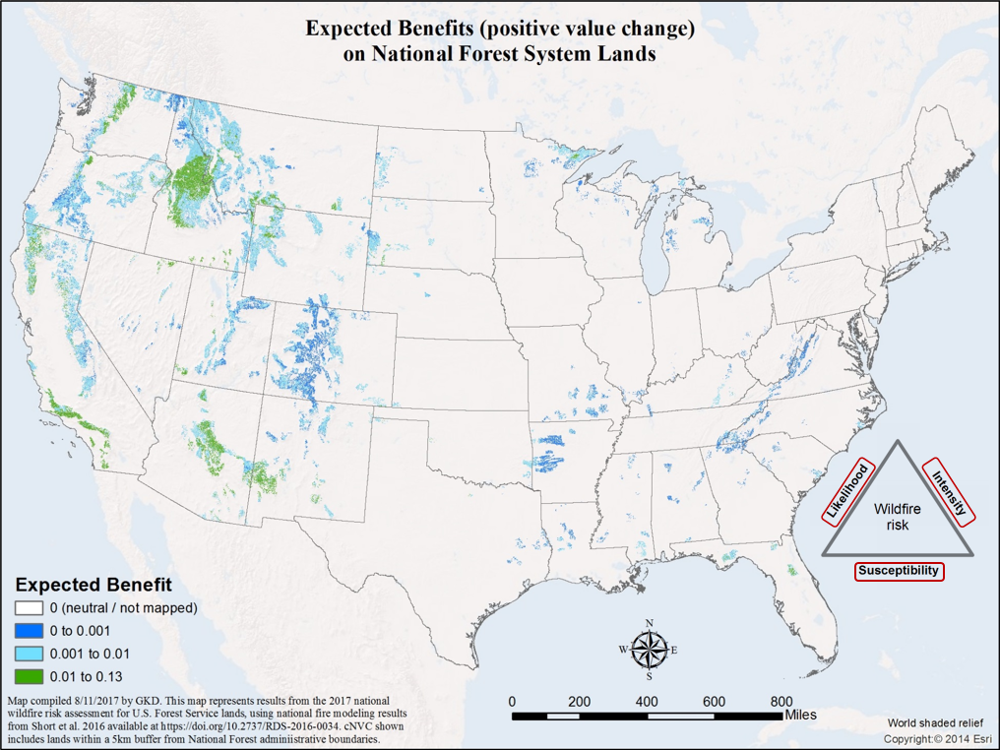 Expected Benefits (positive value change)
on National Forest System Lands
Likelihood
Intensity
Wildfire
risk
Susceptibility
Expected Benefit
0 (neutral / not mapped)
0 to 0.001
0.001 to 0.01
0.01 to 0.13
N
W
E
S
0
200
400
600
800
Miles
Map compiled 8/11/2017 by GKD. This map represents results from the 2017 national
wildfire risk assessment for U.S. Forest Service lands, using national fire modeling results
from Short et al. 2016 available at https://doi.org/10.2737/RDS-2016-0034. cNVC shown
includes lands within a 5km buffer from National Forest administrative boundaries.
World shaded relief
Copyright:© 2014 Esri